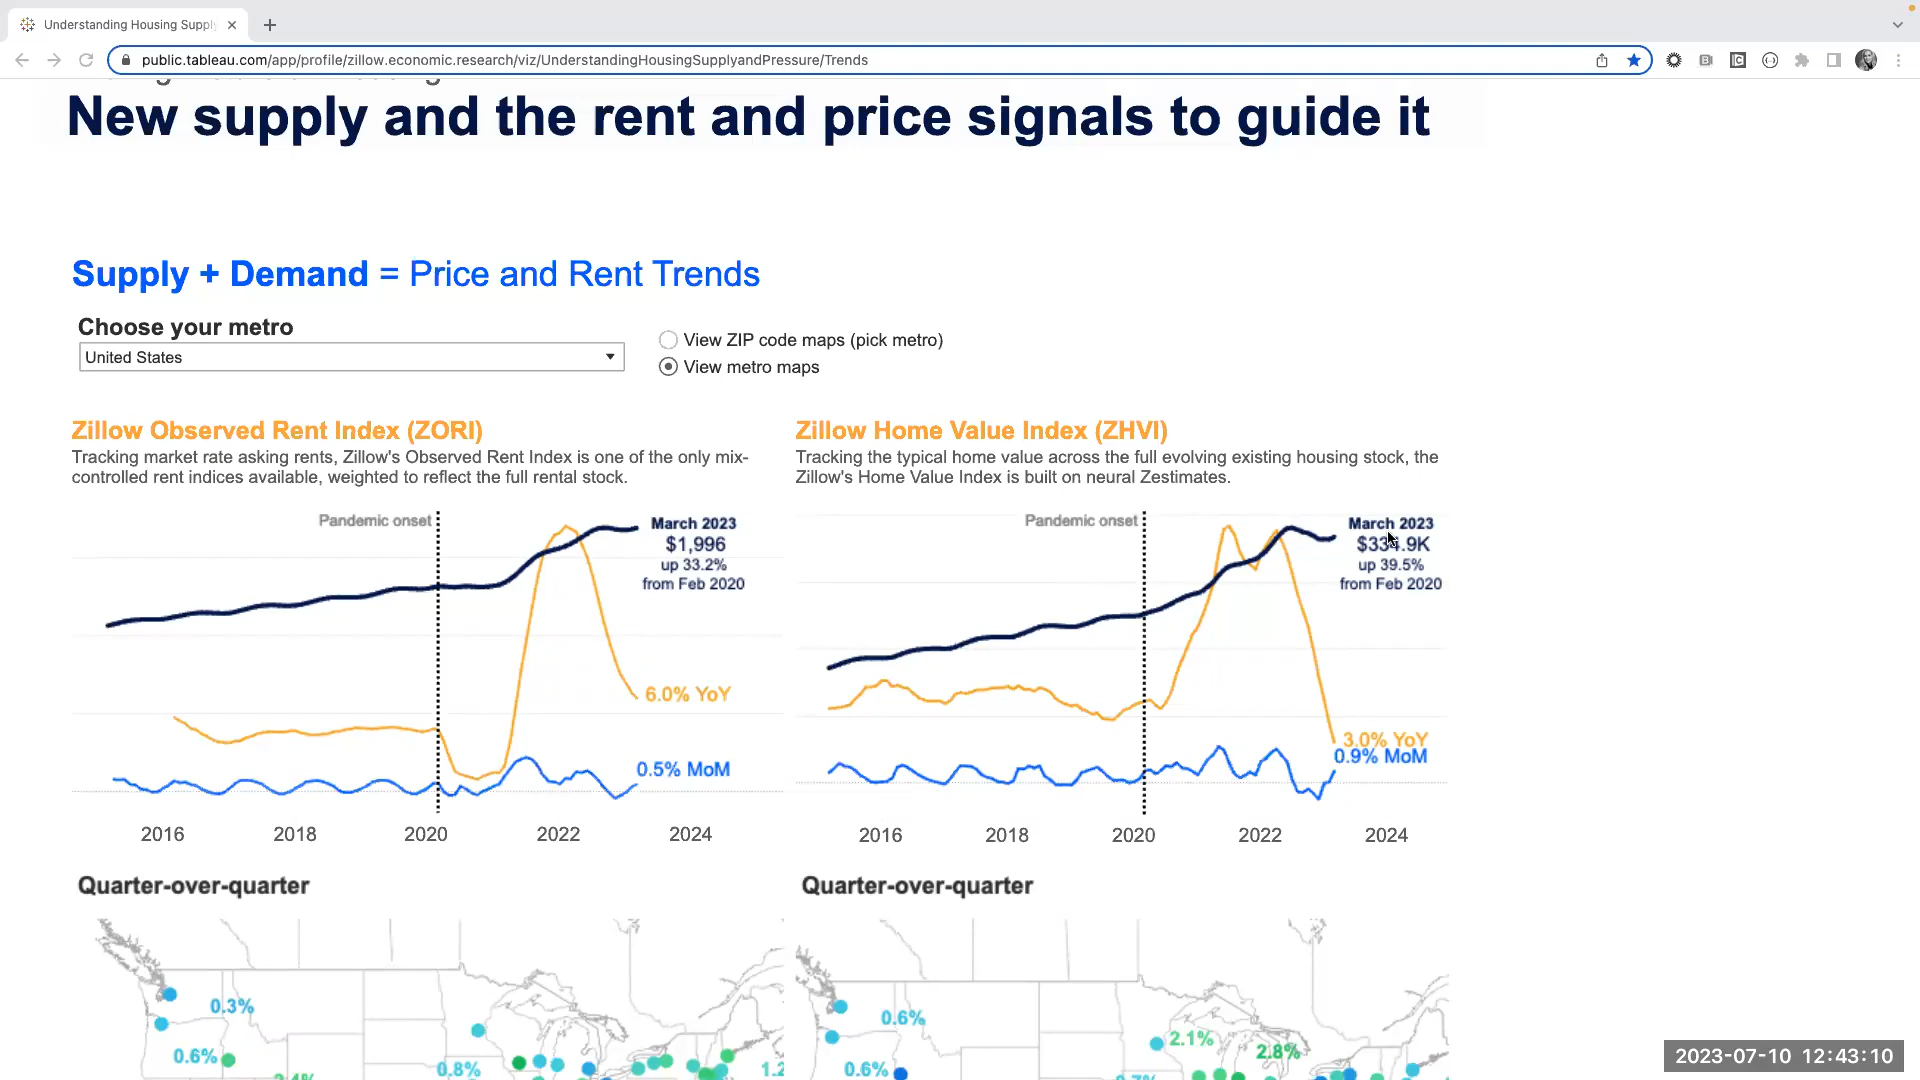 Understanding Housing Supply
public.tableau.com/app/profile/zillow.economic.research/viz/UnderstandingHousingSupplyandPressure/Trends
New supply and the rent and price signals to guide it
Supply + Demand = Price and Rent Trends
Choose your metro
United States
View ZIP code maps (pick metro)
View metro maps
Zillow Observed Rent Index (ZORI)
Tracking market rate asking rents, Zillow's Observed Rent Index is one of the only mix-
controlled rent indices available, weighted to reflect the full rental stock.
Pandemic onset
March 2023
$1,996
up 33.2%
from Feb 2020
6.0% YoY
0.5% MoM
2016
2018
2020
2022
2024
Zillow Home Value Index (ZHVI)
Tracking the typical home value across the full evolving existing housing stock, the
Zillow's Home Value Index is built on neural Zestimates.
Pandemic onset
March 2023
$334.9K
up 39.5%
from Feb 2020
3.0% YoY
0.9% MoM
2016
2018
2020
2022
2024
Quarter-over-quarter
0.3%
0.6%
0.8%
1.2
Quarter-over-quarter
0.6%
2.1%
2.8%
0.6%
2023-07-10 12:43:10